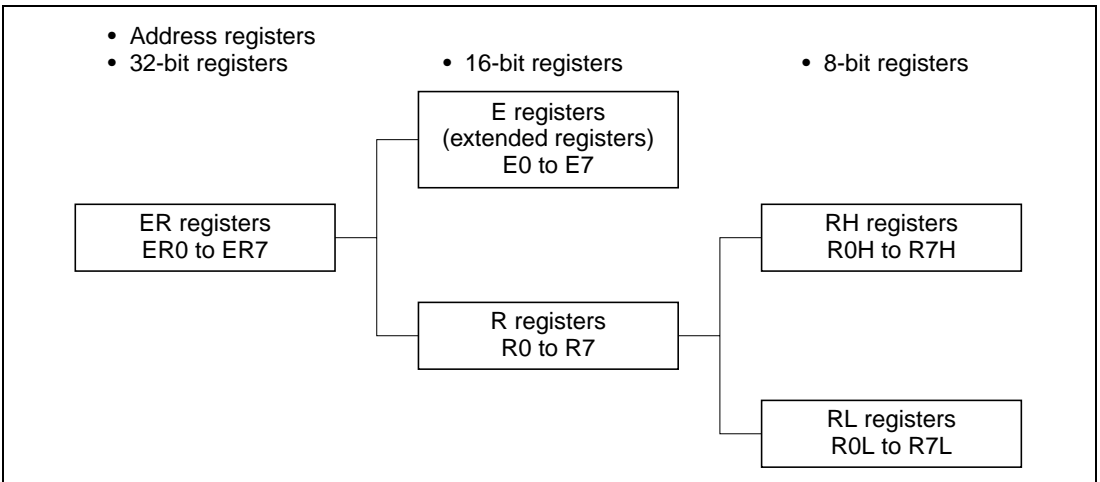 • Address registers
• 32-bit registers
• 16-bit registers
• 8-bit registers
E registers
(extended registers)
E0 to E7
ER registers
ER0 to ER7
RH registers
R0H to R7H
R registers
R0 to R7
RL registers
R0L to R7L